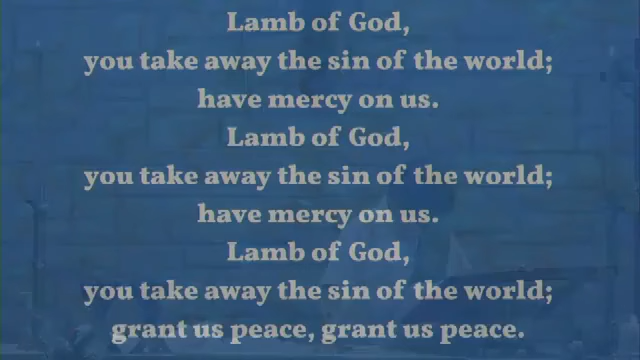 Lamb of God,
you take away the sin of the world;
have mercy on us.
Lamb of God,
you take away the sin of the world;
have mercy on us.
Lamb of God,
you take away the sin of the world;
grant us peace, grant us peace.